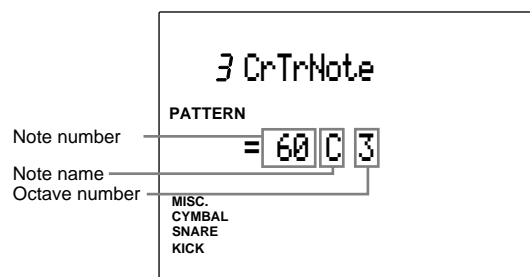 3 CrTrNote
PATTERN
Note number
= 60 C 3
Note name
Octave number
MISC.
CYMBAL
SNARE
KICK